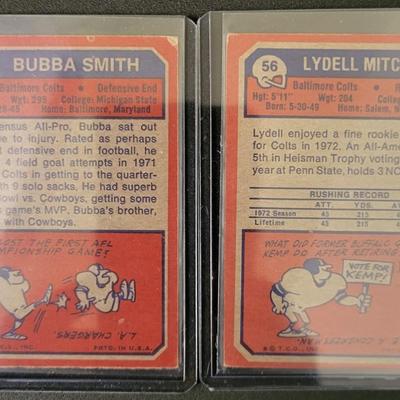 BUBBA SMITH
Baltimore Colts • Defensive End
Wgt: 295 College: Michigan State
28-45 Home: Baltimore, Maryland
ensus All-Pro, Bubba sat out
e to injury. Rated as perhaps
t defensive end in football, he
4 field goal attempts in 1971
Colts in getting to the quarter-
th 9 solo sacks. He had superb
owl vs. Cowboys, getting some
s game's MVP. Bubba's brother,
with Cowboys.
LOST THE FIRST AFL
MPIONSHIP GAME?
L.A. CHARGERS.
INC. PRTD. IN U.S.A.
56
LYDELL MITC
Baltimore Colts
Hgt: 5'11" Wgt: 204 College:
Born: 5-30-49 Home: Salem, N
Lydell enjoyed a fine rookie
for Colts in 1972. An All-Ame
5th in Heisman Trophy voting
year at Penn State, holds 3 NC
RUSHING RECORD
ATT. YDS.
1972 Season 45 215
Lifetime 45 215
WHAT DID FORMER BUFFALO
KEMP DO AFTER RETIRING
VOTE FOR
KEMP!
A CONGRESSMAN.
© T.C.G., INC.